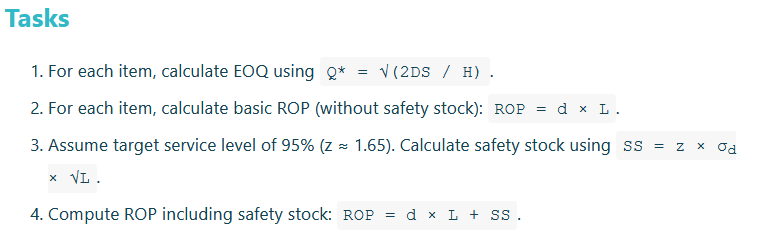 Tasks
1. For each item, calculate EOQ using Q* = √(2DS / H) .
2. For each item, calculate basic ROP (without safety stock): ROP = d × L .
3. Assume target service level of 95% (z ≈ 1.65). Calculate safety stock using SS = z × σd
× √L .
4. Compute ROP including safety stock: ROP = d × L + SS .